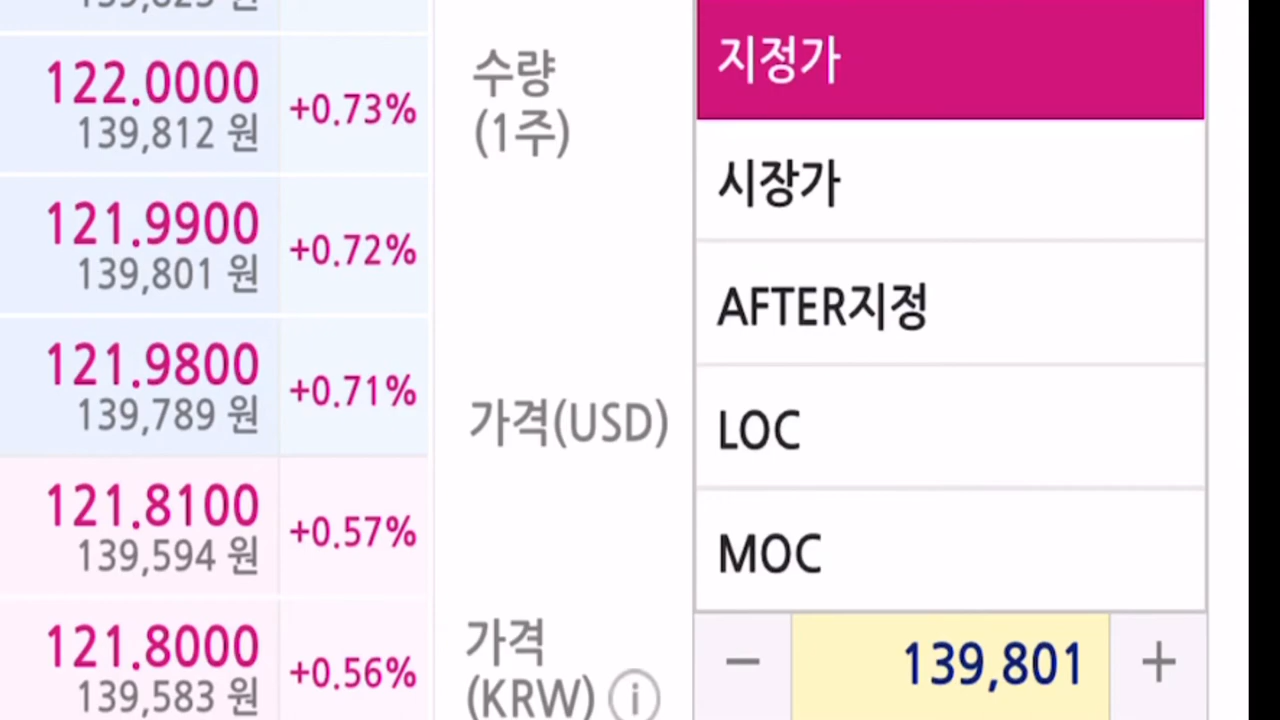 122.0000
139,812 원
+0.73%
121.9900
139,801 원
+0.72%
121.9800
139,789 원
+0.71%
121.8100
139,594 원
+0.57%
121.8000
139,583 원
+0.56%
수량
(1주)
가격(USD)
가격
(KRW) i
지정가
시장가
AFTER지정
LOC
MOC
− 139,801 +